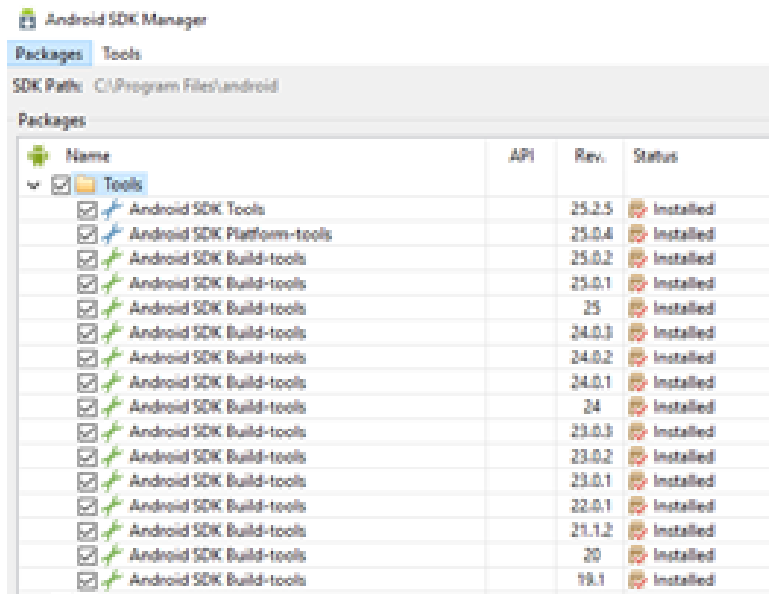 Android SDK Manager
Packages Tools
SDK Path: C:\Program Files\android
Packages
Name API Rev. Status
Tools
Android SDK Tools 25.2.5 Installed
Android SDK Platform-tools 25.0.4 Installed
Android SDK Build-tools 25.0.2 Installed
Android SDK Build-tools 25.0.1 Installed
Android SDK Build-tools 25 Installed
Android SDK Build-tools 24.0.3 Installed
Android SDK Build-tools 24.0.2 Installed
Android SDK Build-tools 24.0.1 Installed
Android SDK Build-tools 24 Installed
Android SDK Build-tools 23.0.3 Installed
Android SDK Build-tools 23.0.2 Installed
Android SDK Build-tools 23.0.1 Installed
Android SDK Build-tools 22.0.1 Installed
Android SDK Build-tools 21.1.2 Installed
Android SDK Build-tools 20 Installed
Android SDK Build-tools 19.1 Installed